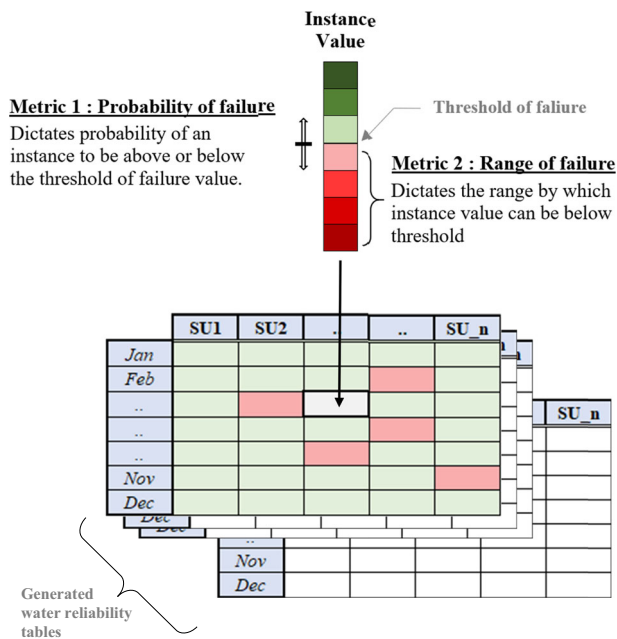 Instance
Value
Metric 1 : Probability of failure
Dictates probability of an
instance to be above or below
the threshold of failure value.
Threshold of faliure
Metric 2 : Range of failure
Dictates the range by which
instance value can be below
threshold
SU1 SU2 .. .. SU_n
Jan
Feb
..
..
..
Nov
Dec
n
n
SU_n
Dec
Dec
..
Nov
Dec
Generated
water reliability
tables